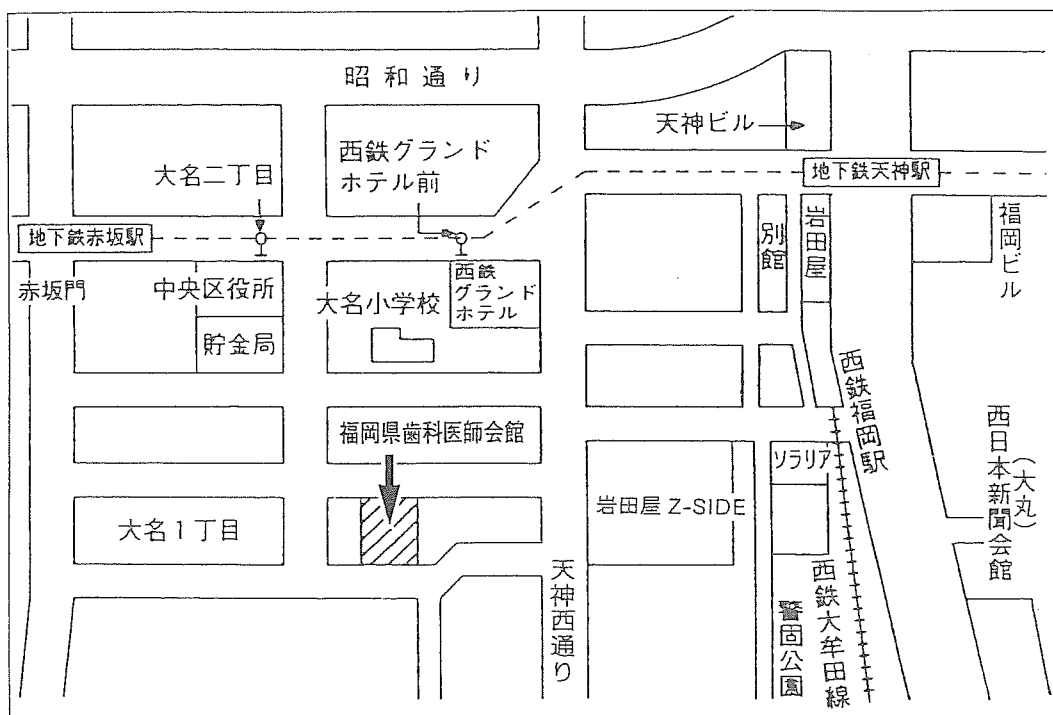 昭和通り
天神ビル
西鉄グランド
ホテル前
大名二丁目
地下鉄天神駅
地下鉄赤坂駅
別館
岩田屋
福岡ビル
赤坂門
中央区役所
大名小学校
西鉄
グランド
ホテル
貯金局
西鉄福岡駅
福岡県歯科医師会館
ソラリア
西日本新聞会館
(大丸)
大名1丁目
岩田屋 Z-SIDE
天神西通り
警固公園
西鉄大牟田線